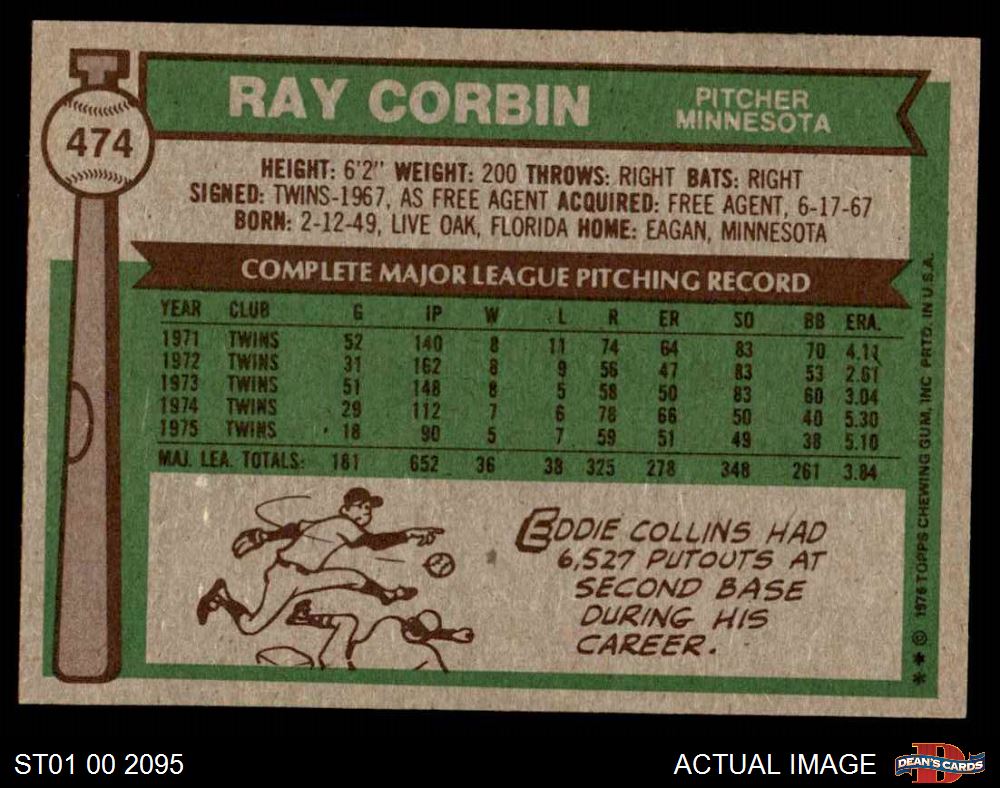 RAY CORBIN
PITCHER
MINNESOTA
474
HEIGHT: 6'2" WEIGHT: 200 THROWS: RIGHT BATS: RIGHT
SIGNED: TWINS-1967, AS FREE AGENT ACQUIRED: FREE AGENT, 6-17-67
BORN: 2-12-49, LIVE OAK, FLORIDA HOME: EAGAN, MINNESOTA
COMPLETE MAJOR LEAGUE PITCHING RECORD
YEAR CLUB G IP W L R ER SO BB ERA.
1971 TWINS 52 140 8 11 74 64 83 70 4.11
1972 TWINS 31 162 8 9 56 47 83 53 2.61
1973 TWINS 51 148 8 5 58 50 83 60 3.04
1974 TWINS 29 112 7 6 78 66 50 40 5.30
1975 TWINS 18 90 5 7 59 51 49 38 5.10
MAJ. LEA. TOTALS: 181 652 36 38 325 278 348 261 3.84
EDDIE COLLINS HAD
6,527 PUTOUTS AT
SECOND BASE
DURING HIS
CAREER.
** © 1976 TOPPS CHEWING GUM, INC PRTD. IN U.S.A.
ST01 00 2095
ACTUAL IMAGE
DEAN'S CARDS